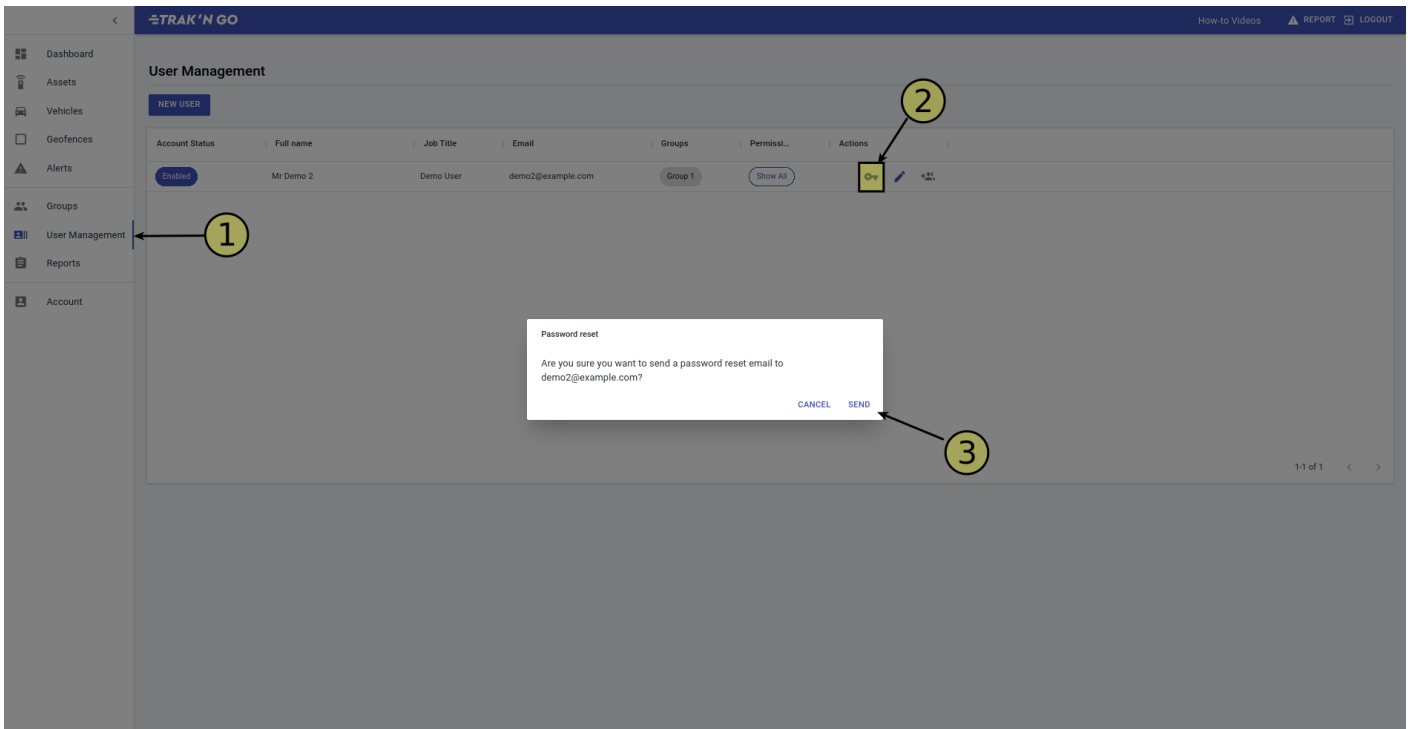 TRAK'N GO
How-to Videos
REPORT
LOGOUT
Dashboard
Assets
Vehicles
Geofences
Alerts
Groups
User Management
Reports
Account
User Management
NEW USER
Account Status Full name Job Title Email Groups Permissi... Actions
Enabled Mr Demo 2 Demo User demo2@example.com Group 1 Show All
1
2
Password reset
Are you sure you want to send a password reset email to
demo2@example.com?
CANCEL SEND
3
1-1 of 1